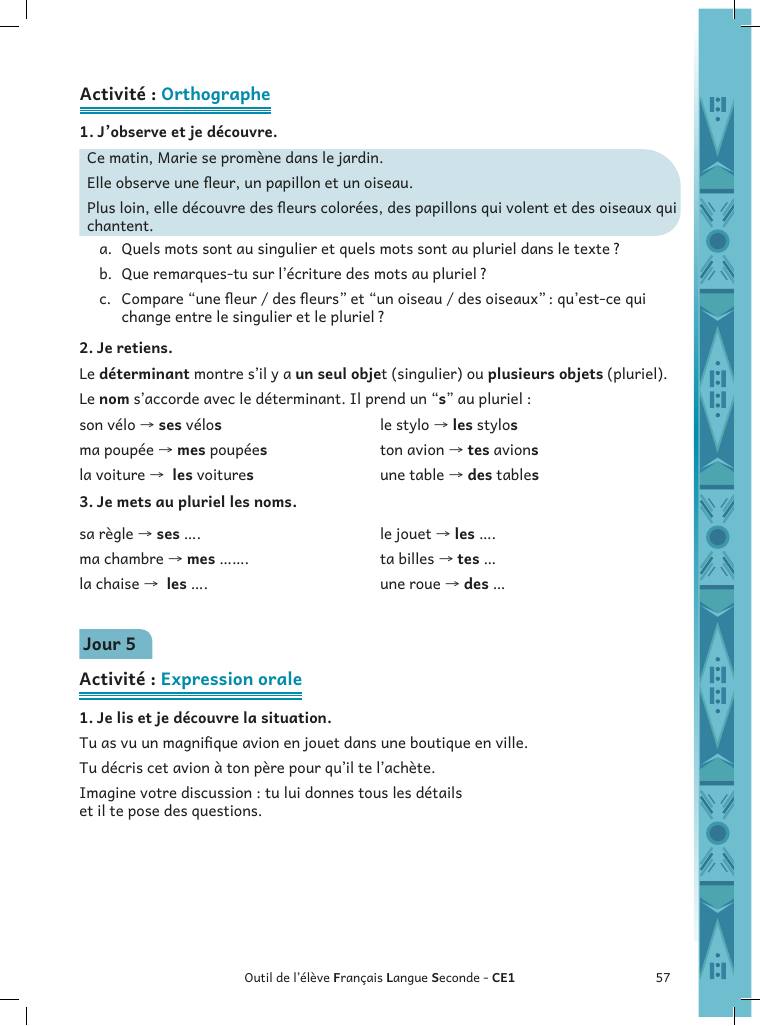 Activité : Orthographe
1. J’observe et je découvre.
Ce matin, Marie se promène dans le jardin.
Elle observe une fleur, un papillon et un oiseau.
Plus loin, elle découvre des fleurs colorées, des papillons qui volent et des oiseaux qui
chantent.
a. Quels mots sont au singulier et quels mots sont au pluriel dans le texte ?
b. Que remarques-tu sur l’écriture des mots au pluriel ?
c. Compare “une fleur / des fleurs” et “un oiseau / des oiseaux” : qu’est-ce qui
change entre le singulier et le pluriel ?
2. Je retiens.
Le déterminant montre s’il y a un seul objet (singulier) ou plusieurs objets (pluriel).
Le nom s’accorde avec le déterminant. Il prend un “s” au pluriel :
son vélo → ses vélos
ma poupée → mes poupées
la voiture → les voitures
le stylo → les stylos
ton avion → tes avions
une table → des tables
3. Je mets au pluriel les noms.
sa règle → ses ....
ma chambre → mes .......
la chaise → les ....
le jouet → les ....
ta billes → tes ...
une roue → des ...
Jour 5
Activité : Expression orale
1. Je lis et je découvre la situation.
Tu as vu un magnifique avion en jouet dans une boutique en ville.
Tu décris cet avion à ton père pour qu’il te l’achète.
Imagine votre discussion : tu lui donnes tous les détails
et il te pose des questions.
Outil de l’élève Français Langue Seconde - CE1
57